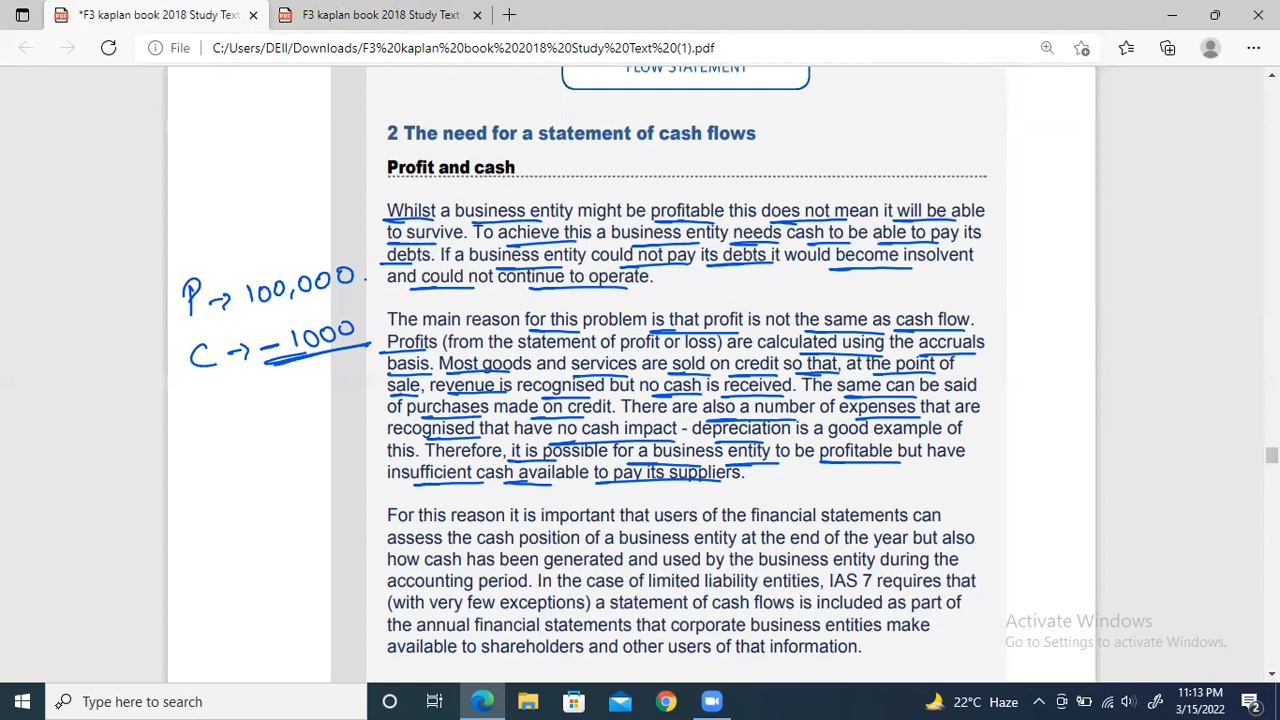 *F3 kaplan book 2018 Study Text
F3 kaplan book 2018 Study Text
File
C:/Users/DEll/Downloads/F3%20kaplan%20book%202018%20Study%20Text%20(1).pdf
FLOW STATEMENT
2 The need for a statement of cash flows
Profit and cash
Whilst a business entity might be profitable this does not mean it will be able
to survive. To achieve this a business entity needs cash to be able to pay its
debts. If a business entity could not pay its debts it would become insolvent
and could not continue to operate.
P → 100,000.
C → -1000
The main reason for this problem is that profit is not the same as cash flow.
Profits (from the statement of profit or loss) are calculated using the accruals
basis. Most goods and services are sold on credit so that, at the point of
sale, revenue is recognised but no cash is received. The same can be said
of purchases made on credit. There are also a number of expenses that are
recognised that have no cash impact - depreciation is a good example of
this. Therefore, it is possible for a business entity to be profitable but have
insufficient cash available to pay its suppliers.
For this reason it is important that users of the financial statements can
assess the cash position of a business entity at the end of the year but also
how cash has been generated and used by the business entity during the
accounting period. In the case of limited liability entities, IAS 7 requires that
(with very few exceptions) a statement of cash flows is included as part of
the annual financial statements that corporate business entities make
available to shareholders and other users of that information.
Activate Windows
Go to Settings to activate Windows.
Type here to search
22°C Haze
11:13 PM
3/15/2022
2